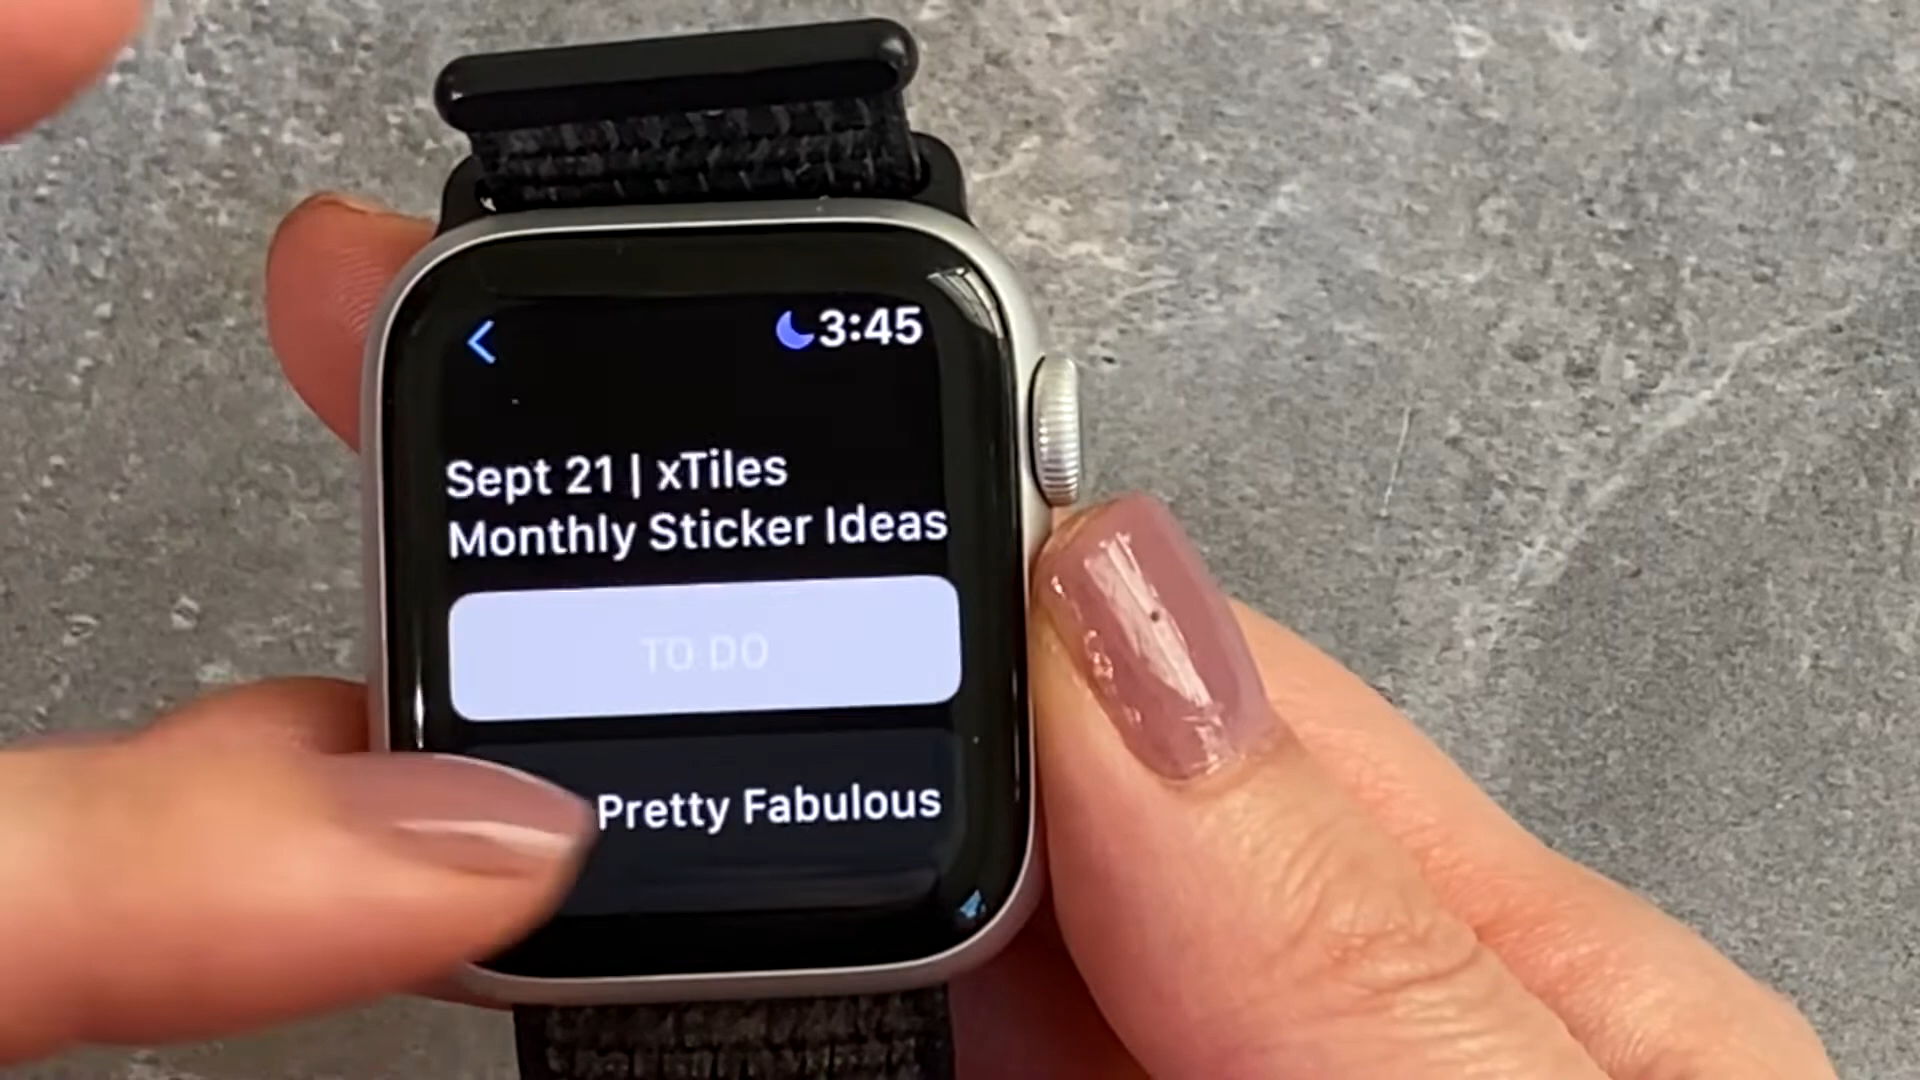 3:45
Sept 21 | xTiles
Monthly Sticker Ideas
TO DO
Pretty Fabulous